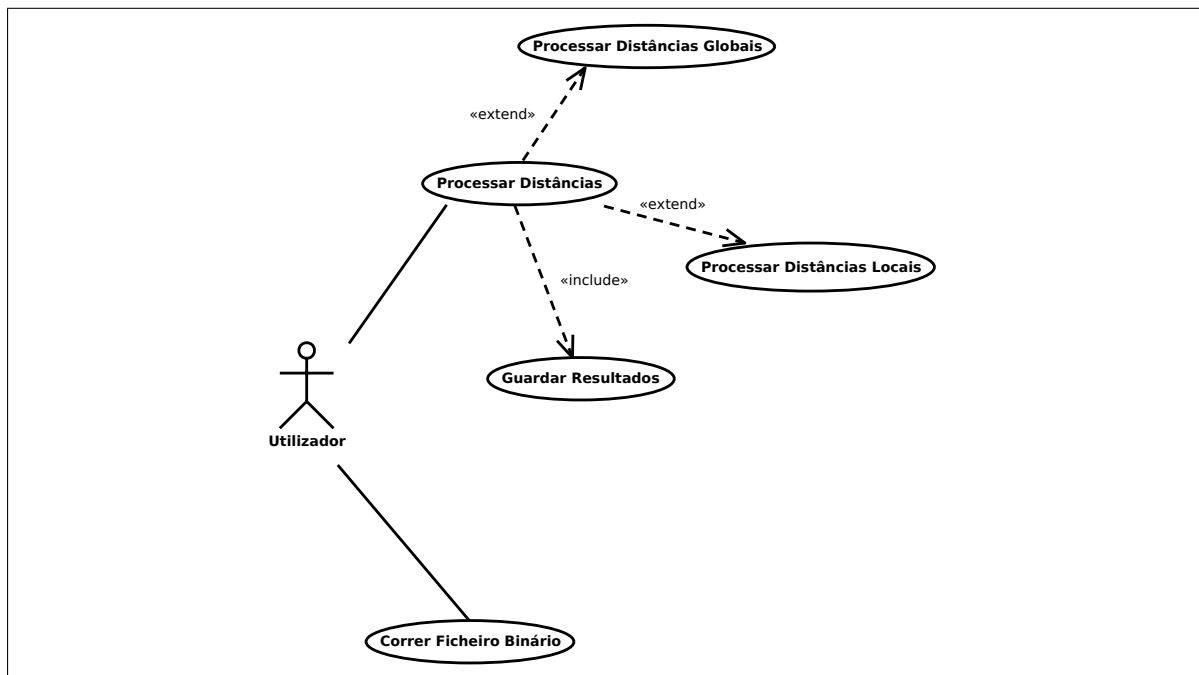 Processar Distâncias Globais
«extend»
Processar Distâncias
«extend»
Processar Distâncias Locais
«include»
Guardar Resultados
Utilizador
Correr Ficheiro Binário